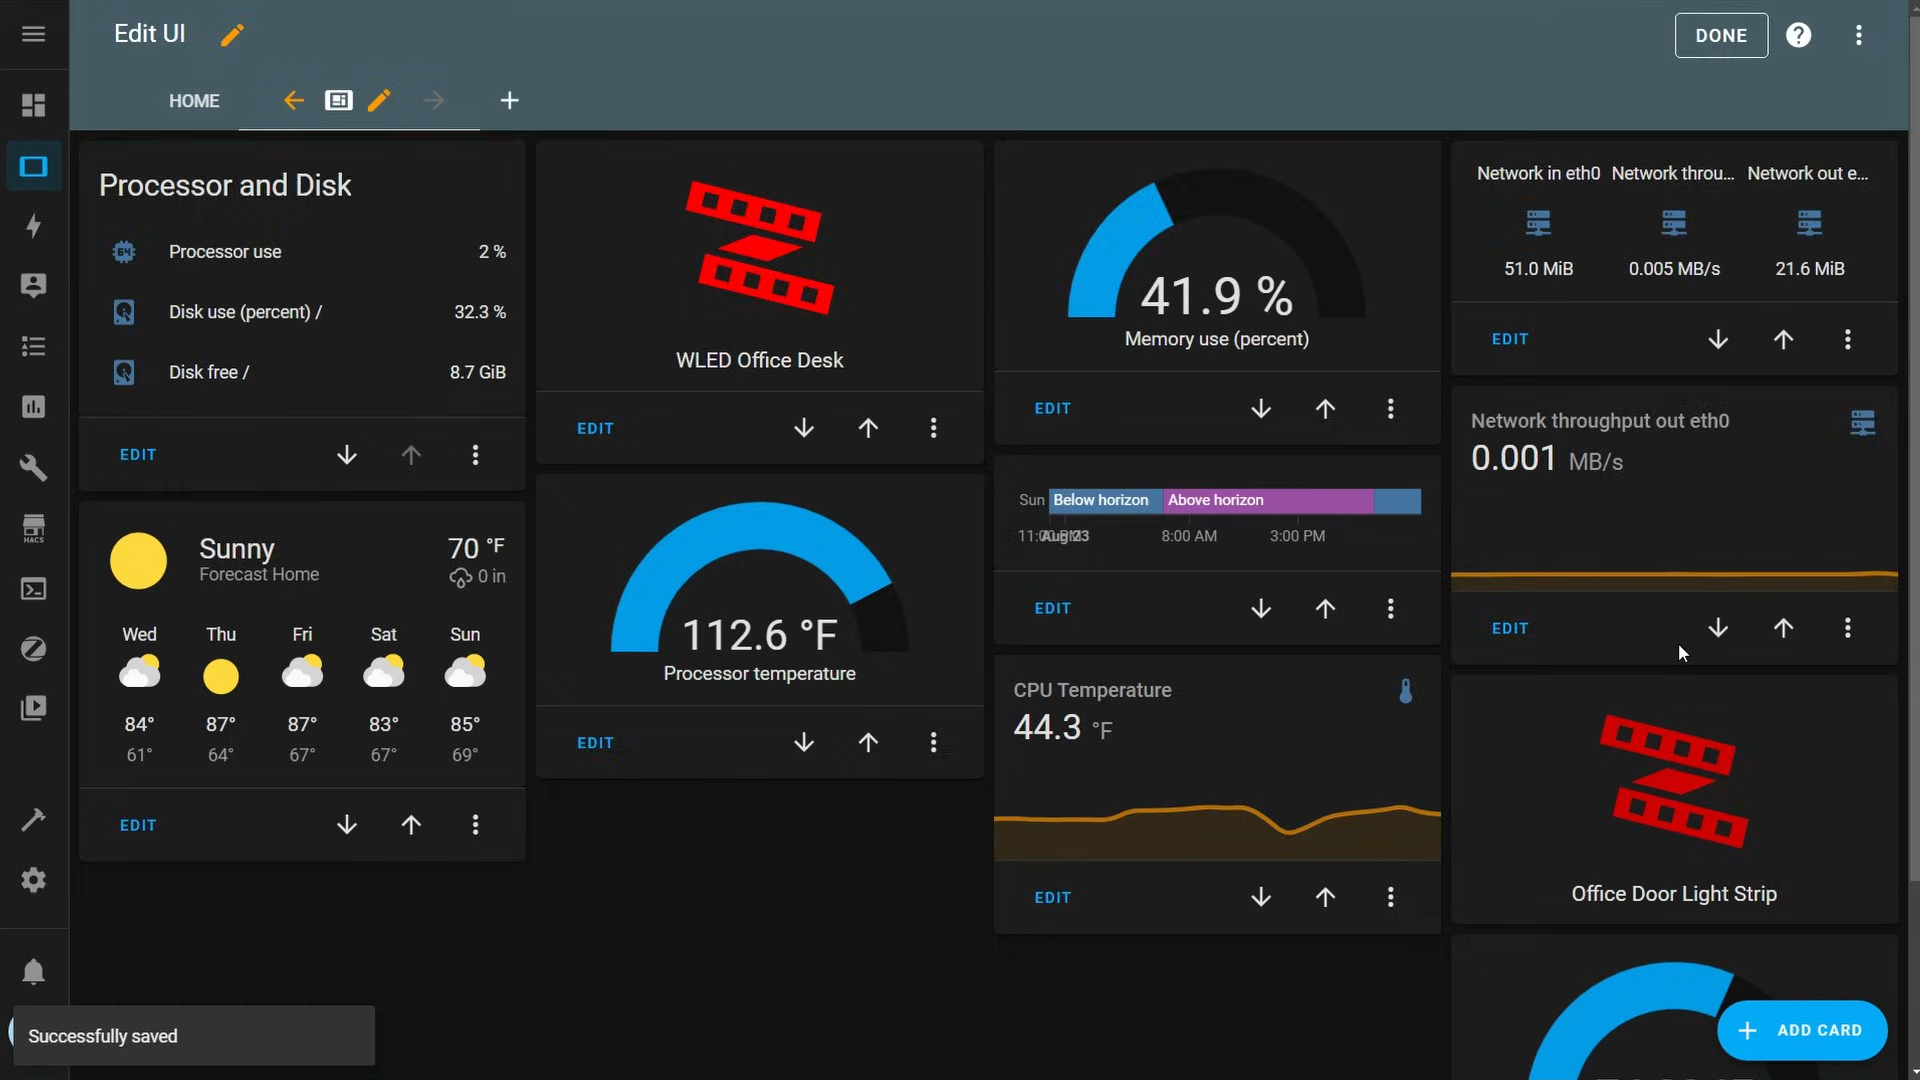 Edit UI
DONE
HOME
Processor and Disk
64
Processor use
2 %
Disk use (percent) /
32.3 %
Disk free /
8.7 GiB
EDIT
Sunny
Forecast Home
70 °F
0 in
Wed Thu Fri Sat Sun
84° 87° 87° 83° 85°
61° 64° 67° 67° 69°
EDIT
WLED Office Desk
EDIT
112.6 °F
Processor temperature
EDIT
41.9 %
Memory use (percent)
EDIT
Sun
Below horizon
Above horizon
8:00 AM
3:00 PM
EDIT
CPU Temperature
44.3 °F
EDIT
Network in eth0 Network throu... Network out e...
51.0 MiB 0.005 MB/s 21.6 MiB
EDIT
Network throughput out eth0
0.001 MB/s
EDIT
Office Door Light Strip
ADD CARD
HACS
Successfully saved